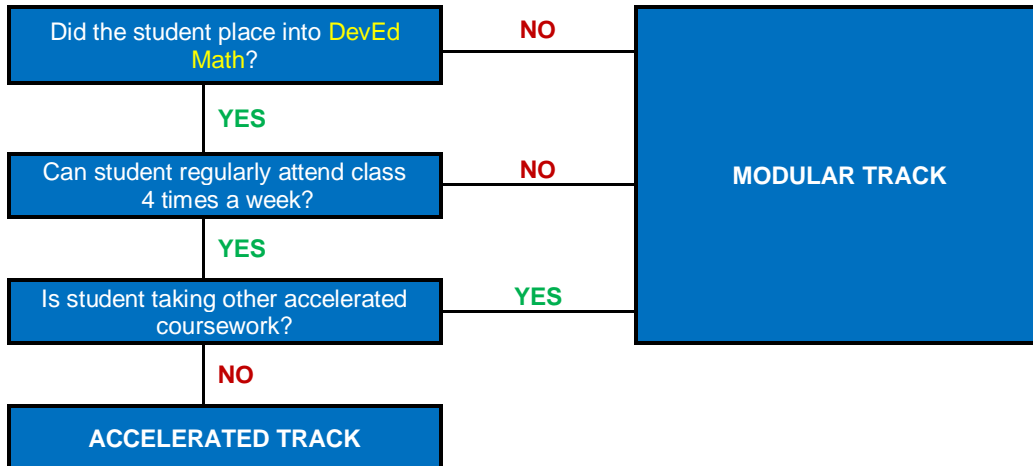 Did the student place into DevEd
Math?
NO
YES
Can student regularly attend class
4 times a week?
NO
MODULAR TRACK
YES
Is student taking other accelerated
coursework?
YES
NO
ACCELERATED TRACK